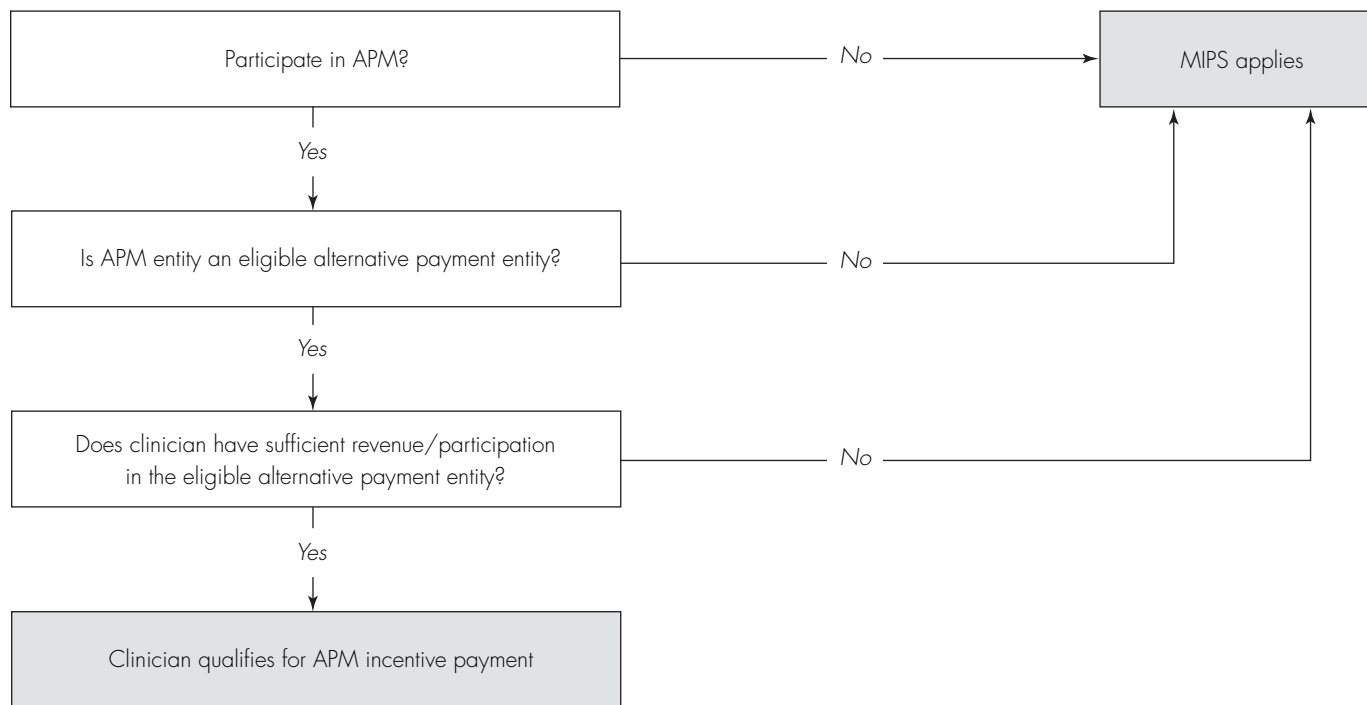 Participate in APM?
No
MIPS applies
Yes
Is APM entity an eligible alternative payment entity?
No
Yes
Does clinician have sufficient revenue/participation
in the eligible alternative payment entity?
No
Yes
Clinician qualifies for APM incentive payment